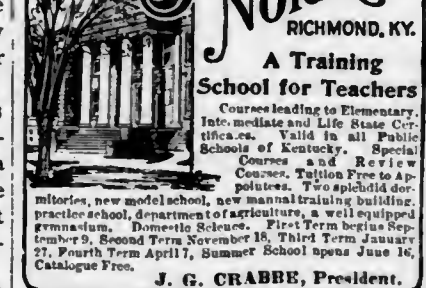 RICHMOND, KY.
A Training
School for Teachers
Courses leading to Elementary,
Intermediate and Life State Cer-
tificates. Valid in all Public
Schools of Kentucky. Special
Courses and Review
Courses. Tuition Free to Ap-
pointees. Two splendid dor-
mitories, new model school, new manual training building,
practice school, department of agriculture, a well equipped
gymnasium. Domestic Science. First Term begins Sep-
tember 9, Second Term November 18, Third Term January
27, Fourth Term April 7, Summer School opens June 16,
Catalogue Free.
J. G. CRABBE, President.